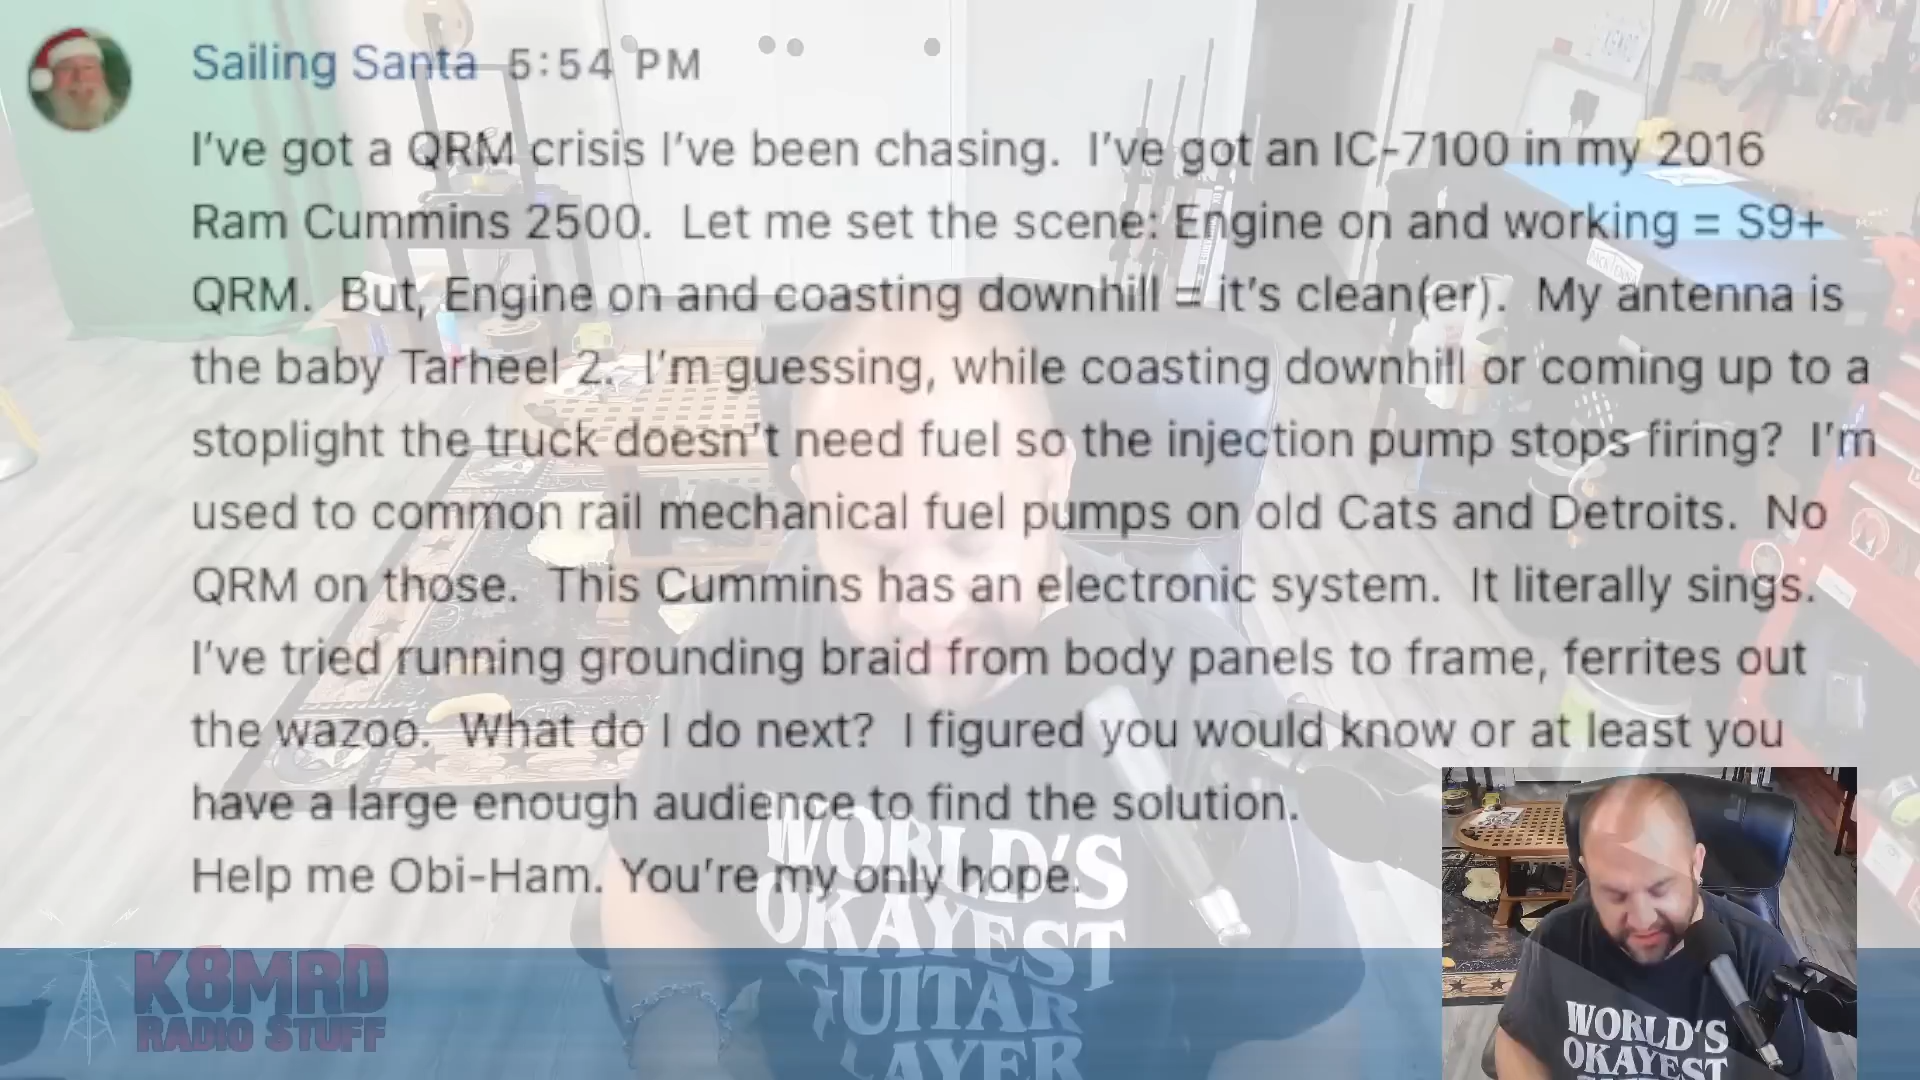 Sailing Santa 5:54 PM
I've got a QRM crisis I've been chasing. I've got an IC-7100 in my 2016
Ram Cummins 2500. Let me set the scene: Engine on and working = S9+
QRM. But, Engine on and coasting downhill = it's clean(er). My antenna is
the baby Tarheel 2. I'm guessing, while coasting downhill or coming up to a
stoplight the truck doesn't need fuel so the injection pump stops firing? I'm
used to common rail mechanical fuel pumps on old Cats and Detroits. No
QRM on those. This Cummins has an electronic system. It literally sings.
I've tried running grounding braid from body panels to frame, ferrites out
the wazoo. What do I do next? I figured you would know or at least you
have a large enough audience to find the solution.
Help me Obi-Ham. You're my only hope.
WORLD'S
OKAYEST
GUITAR
LAYER
K8MRD
RADIO STUFF
WORLD'S
OKAYEST